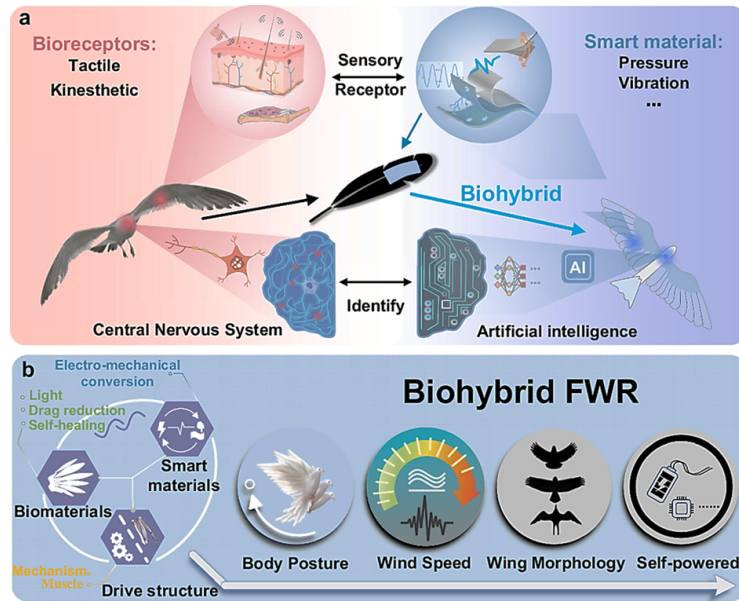 a
Bioreceptors:
Tactile
Kinesthetic
Sensory
Receptor
Smart material:
Pressure
Vibration
...
Biohybrid
Identify
AI
Central Nervous System
Artificial intelligence
b
Electro-mechanical
conversion
Light
Drag reduction
Self-healing
Smart
materials
Biomaterials
Mechanism
Muscle
Drive structure
Biohybrid FWR
Body Posture
Wind Speed
Wing Morphology
Self-powered